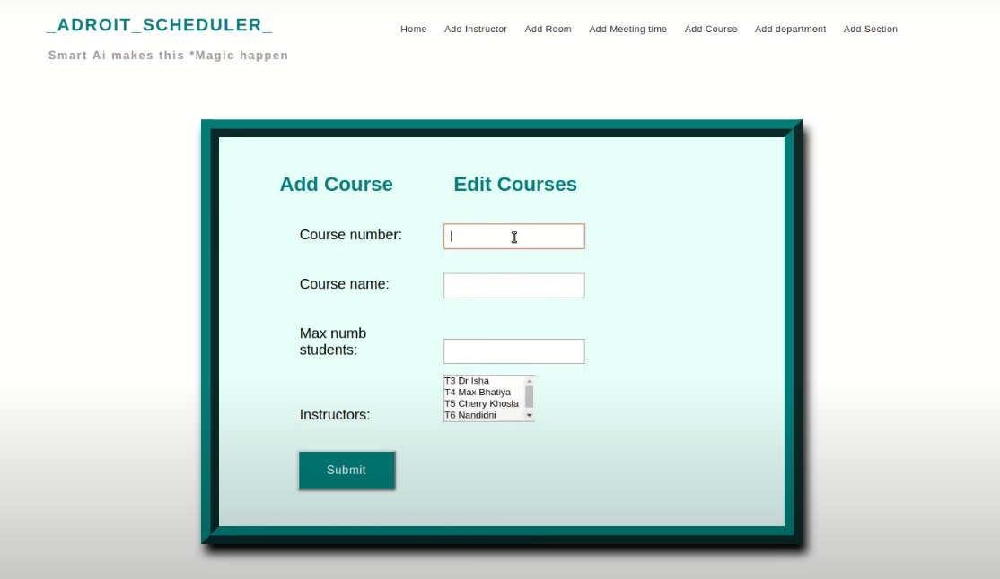 _ADROIT_SCHEDULER_
Smart Ai makes this *Magic happen
Home Add Instructor Add Room Add Meeting time Add Course Add department Add Section
Add Course Edit Courses
Course number:
Course name:
Max numb
students:
T3 Dr Isha
T4 Max Bhatiya
T5 Cherry Khosla
T6 Nandidni
Instructors:
Submit